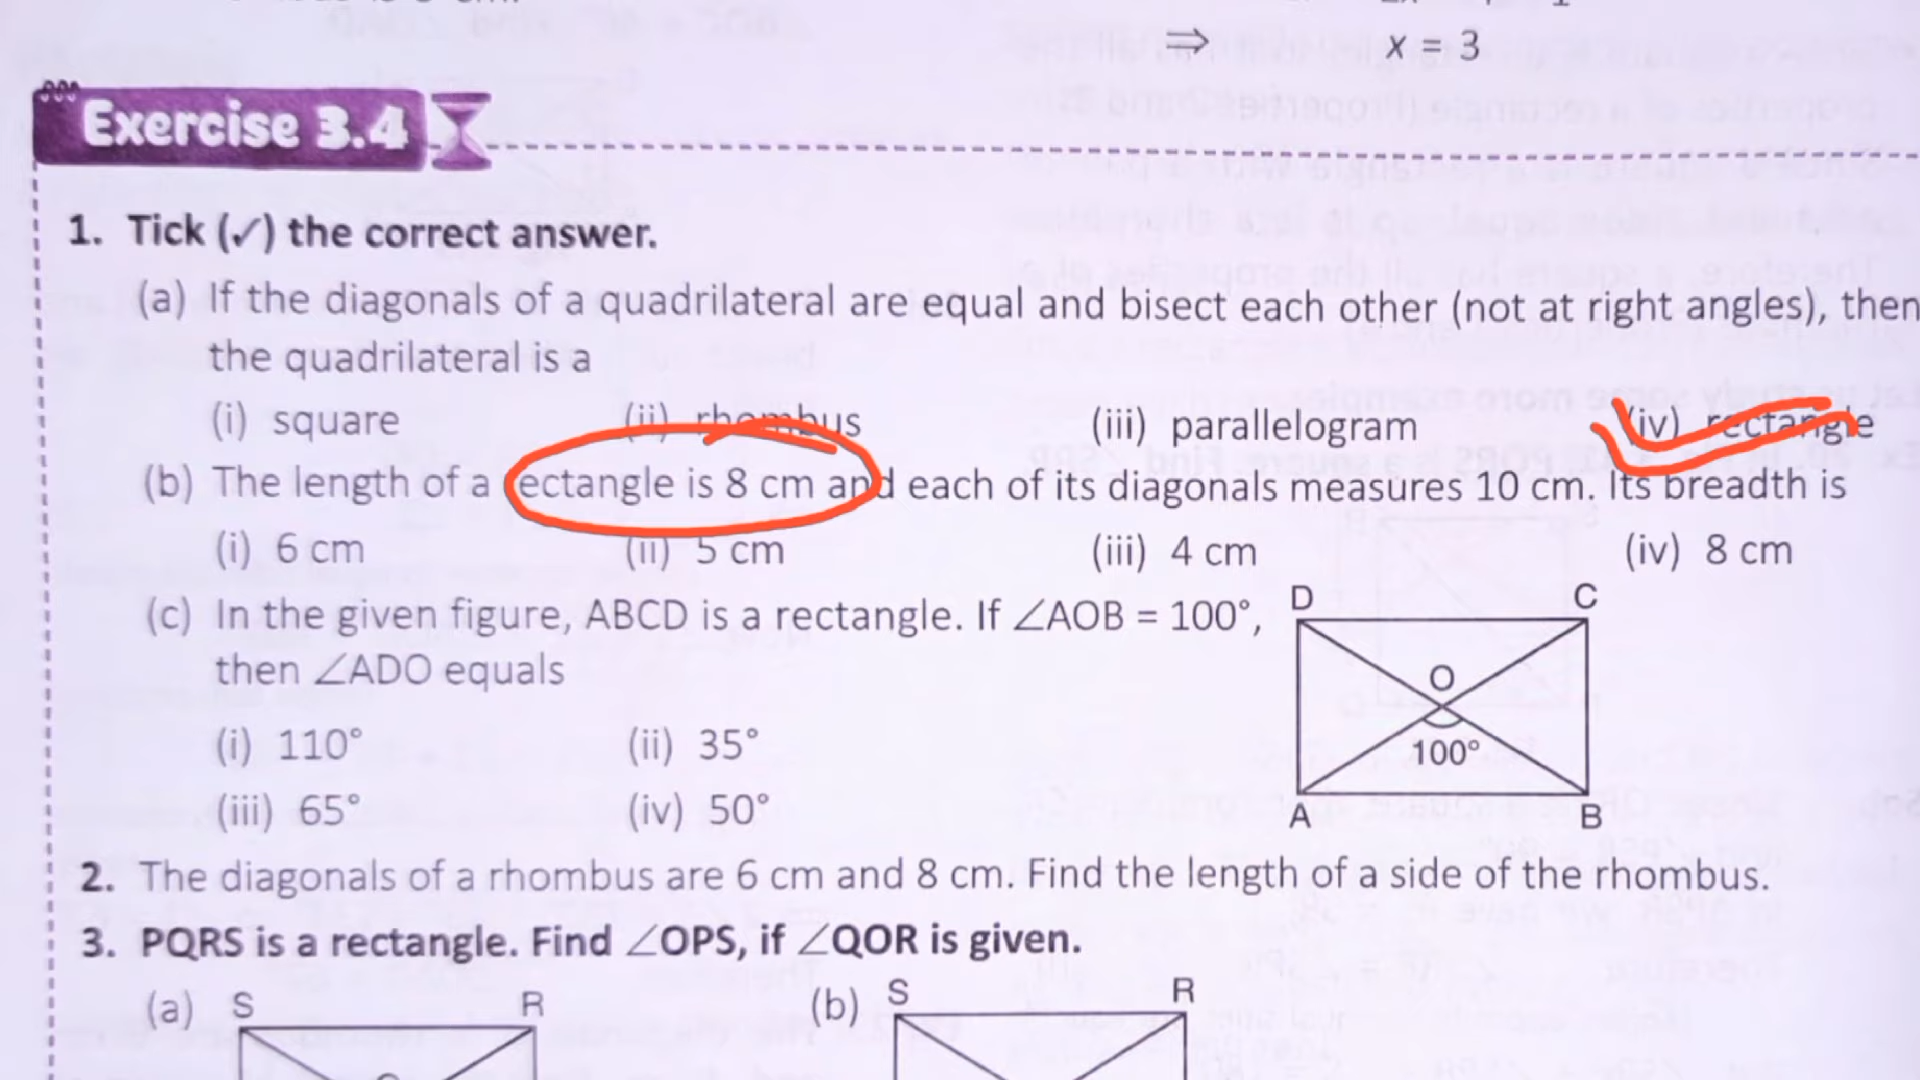 ⇒ x = 3
Exercise 3.4
1. Tick (✓) the correct answer.
(a) If the diagonals of a quadrilateral are equal and bisect each other (not at right angles), then
the quadrilateral is a
(i) square (ii) rhombus (iii) parallelogram (iv) rectangle
(b) The length of a rectangle is 8 cm and each of its diagonals measures 10 cm. Its breadth is
(i) 6 cm (ii) 5 cm (iii) 4 cm (iv) 8 cm
(c) In the given figure, ABCD is a rectangle. If ∠AOB = 100°,
then ∠ADO equals
(i) 110° (ii) 35°
(iii) 65° (iv) 50°
D C
O
100°
A B
2. The diagonals of a rhombus are 6 cm and 8 cm. Find the length of a side of the rhombus.
3. PQRS is a rectangle. Find ∠OPS, if ∠QOR is given.
(a) S R (b) S R